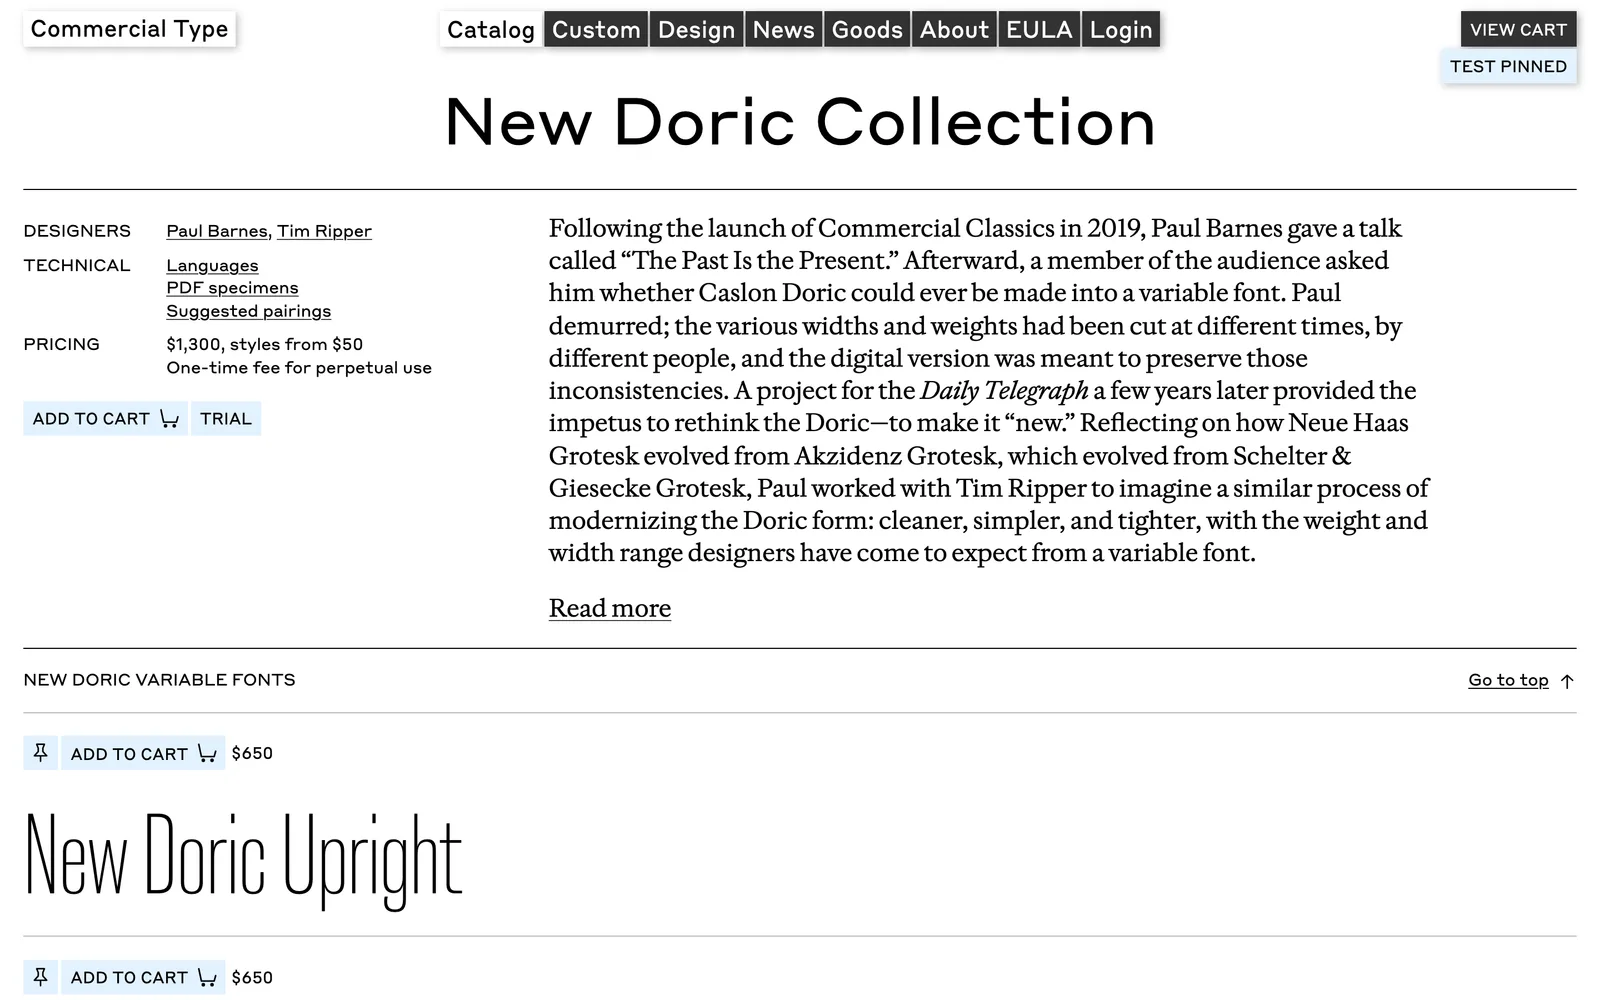 Commercial Type
Catalog Custom Design News Goods About EULA Login
VIEW CART
TEST PINNED
New Doric Collection
DESIGNERS Paul Barnes, Tim Ripper
TECHNICAL Languages
PDF specimens
Suggested pairings
PRICING $1,300, styles from $50
One-time fee for perpetual use
ADD TO CART TRIAL
Following the launch of Commercial Classics in 2019, Paul Barnes gave a talk
called “The Past Is the Present.” Afterward, a member of the audience asked
him whether Caslon Doric could ever be made into a variable font. Paul
demurred; the various widths and weights had been cut at different times, by
different people, and the digital version was meant to preserve those
inconsistencies. A project for the Daily Telegraph a few years later provided the
impetus to rethink the Doric—to make it “new.” Reflecting on how Neue Haas
Grotesk evolved from Akzidenz Grotesk, which evolved from Schelter &
Giesecke Grotesk, Paul worked with Tim Ripper to imagine a similar process of
modernizing the Doric form: cleaner, simpler, and tighter, with the weight and
width range designers have come to expect from a variable font.
Read more
NEW DORIC VARIABLE FONTS
Go to top ↑
ADD TO CART $650
New Doric Upright
ADD TO CART $650